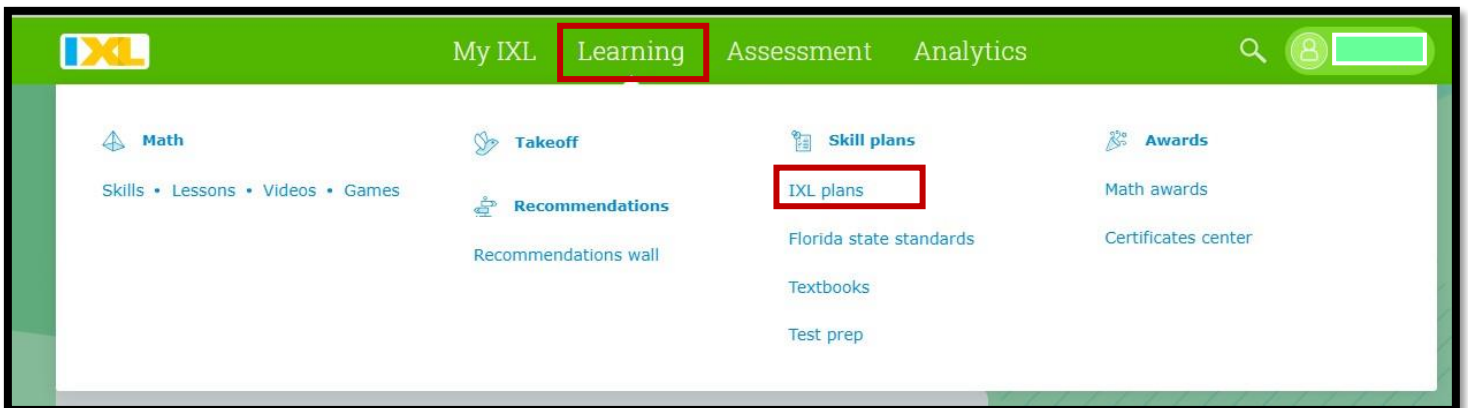 IXL
My IXL Learning Assessment Analytics
Math
Skills • Lessons • Videos • Games
Takeoff
Recommendations
Recommendations wall
Skill plans
IXL plans
Florida state standards
Textbooks
Test prep
Awards
Math awards
Certificates center